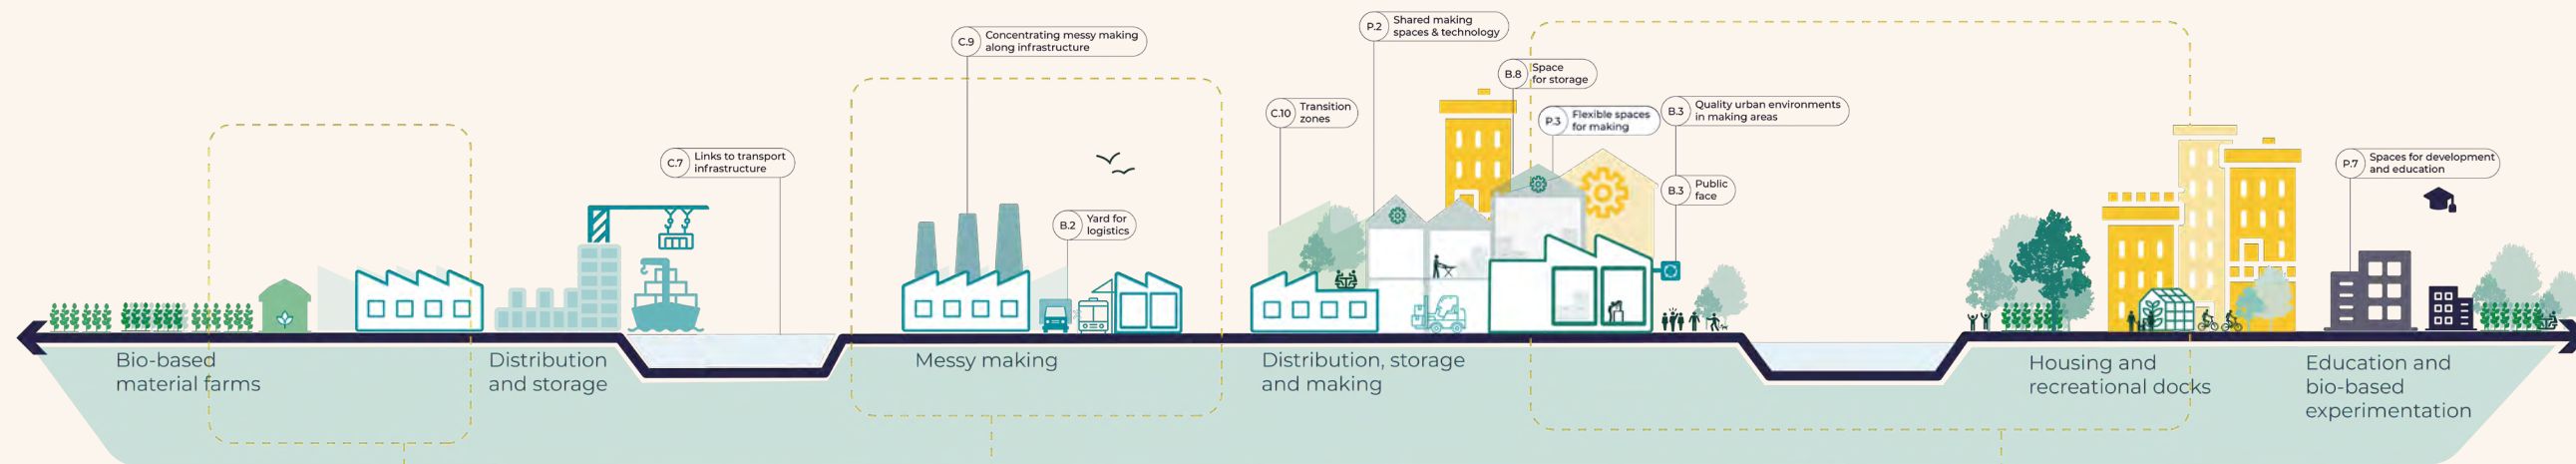 C.9 Concentrating messy making
along infrastructure
P.2 Shared making
spaces & technology
B.8 Space
for storage
C.10 Transition
zones
P.3 Flexible spaces
for making
B.3 Quality urban environments
in making areas
C.7 Links to transport
infrastructure
B.2 Yard for
logistics
B.3 Public
face
P.7 Spaces for development
and education
Bio-based
material farms
Distribution
and storage
Messy making
Distribution, storage
and making
Housing and
recreational docks
Education and
bio-based
experimentation